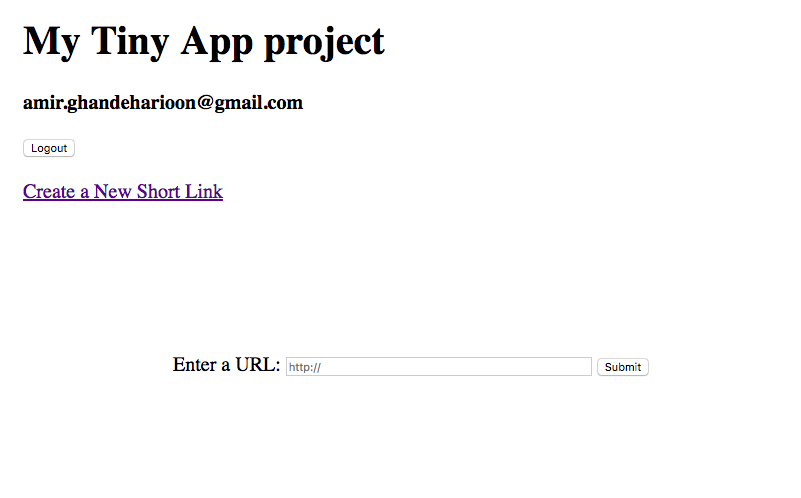 My Tiny App project
amir.ghandeharioon@gmail.com
Logout
Create a New Short Link
Enter a URL: http:// Submit